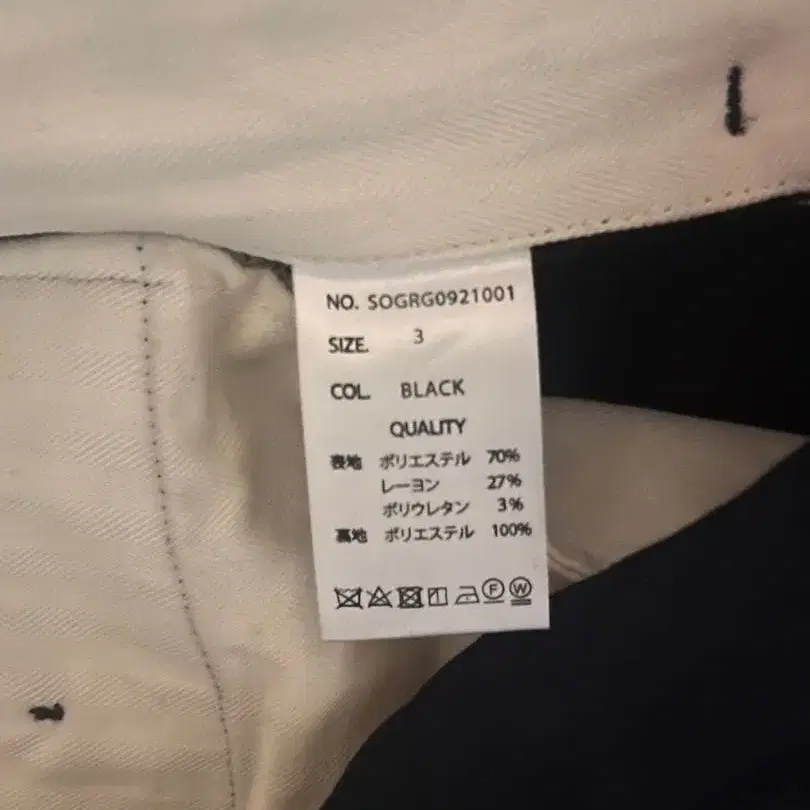 NO. SOGRG0921001
SIZE. 3
COL. BLACK
QUALITY
表地 ポリエステル 70%
レーヨン 27%
ポリウレタン 3%
裏地 ポリエステル 100%
F W